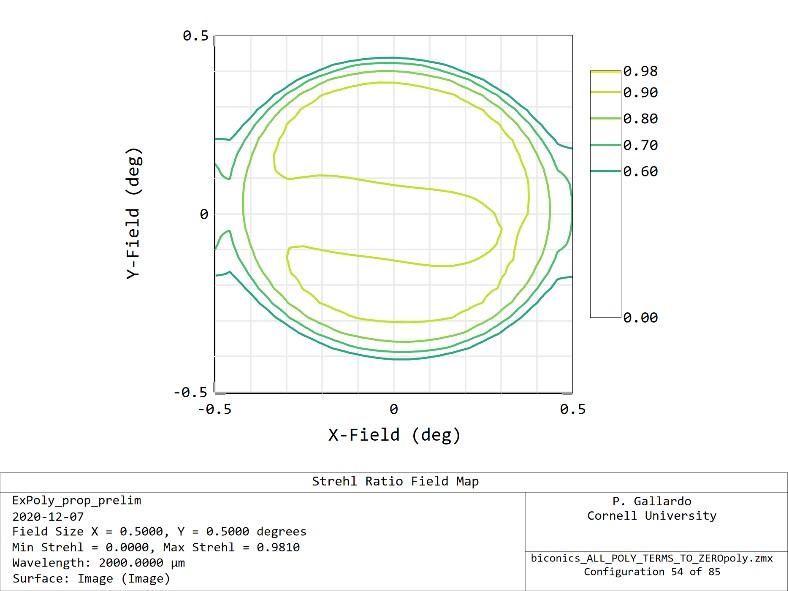 0.5
0
-0.5
Y-Field (deg)
-0.5
0
0.5
X-Field (deg)
0.98
0.90
0.80
0.70
0.60
0.00
Strehl Ratio Field Map
ExPoly_prop_prelim
2020-12-07
Field Size X = 0.5000, Y = 0.5000 degrees
Min Strehl = 0.0000, Max Strehl = 0.9810
Wavelength: 2000.0000 µm
Surface: Image (Image)
P. Gallardo
Cornell University
biconics_ALL_POLY_TERMS_TO_ZEROpoly.zmx
Configuration 54 of 85